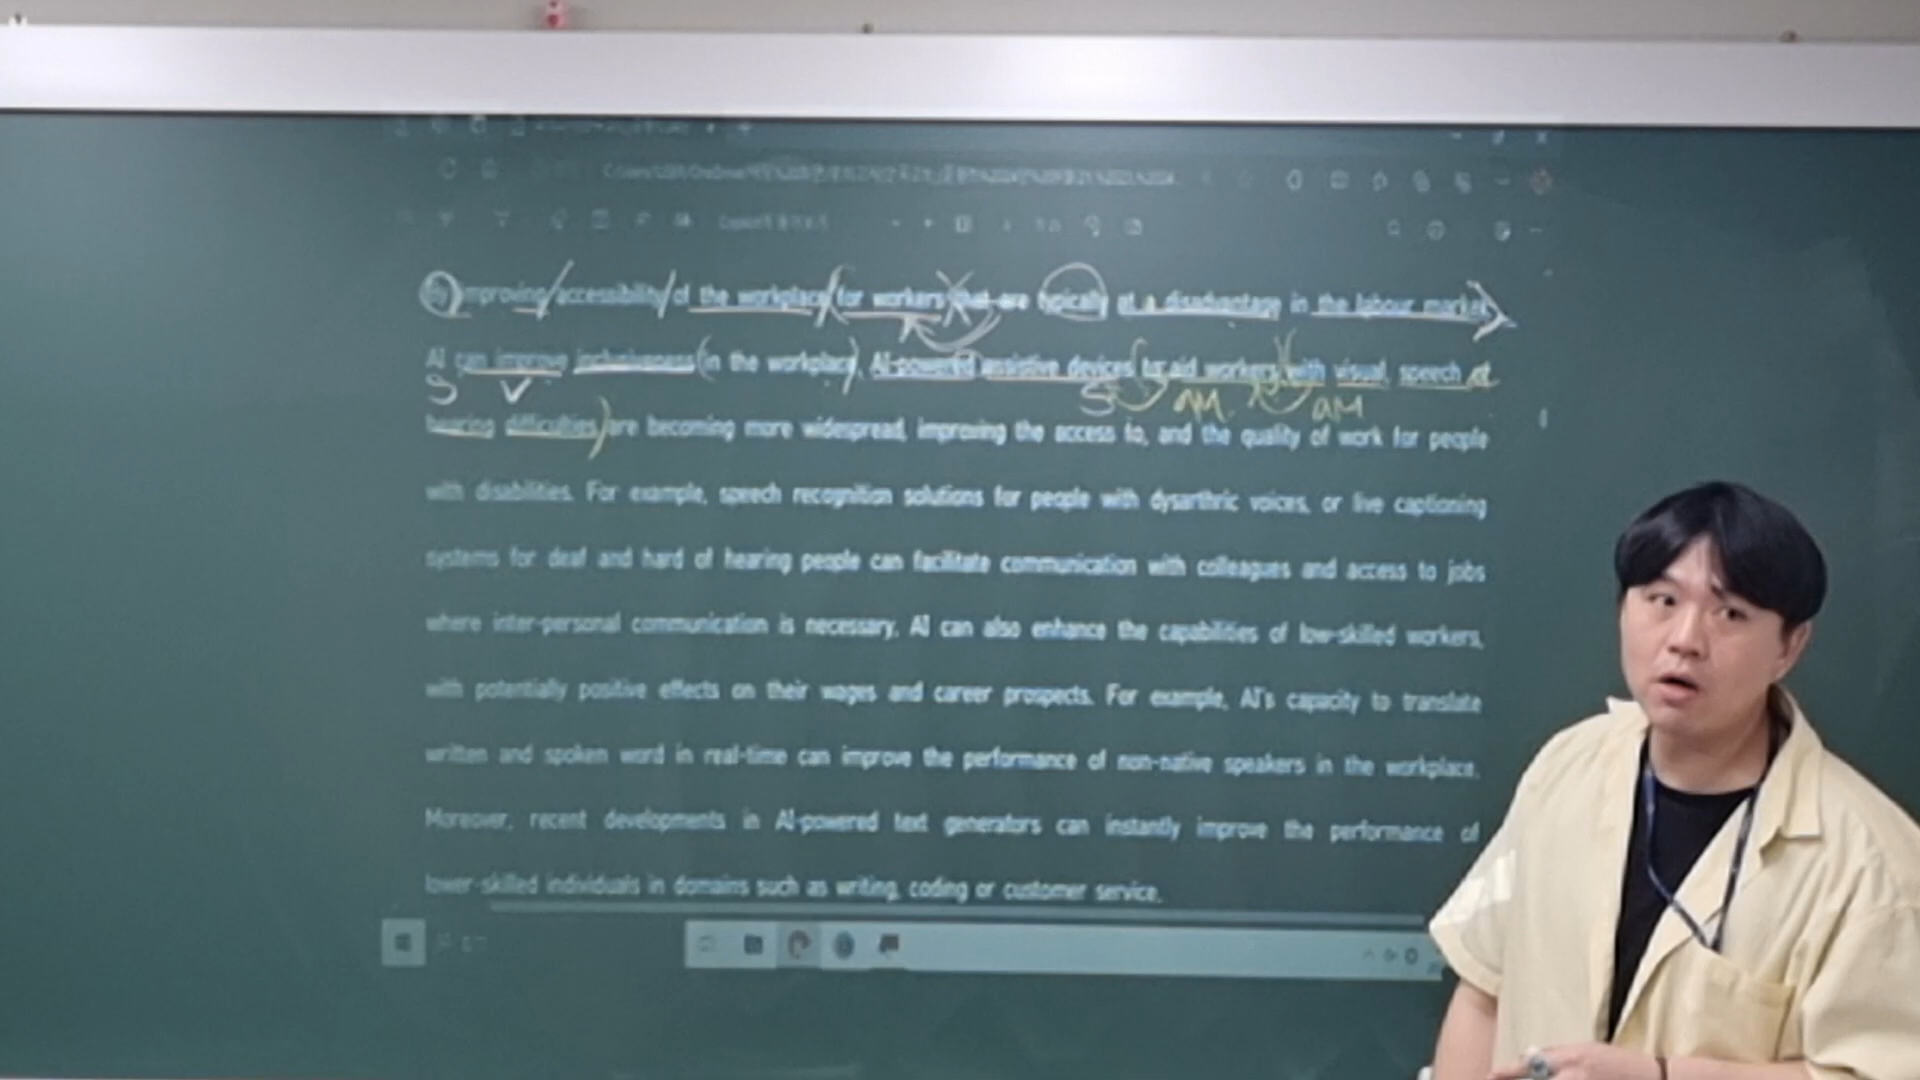 By improving accessibility of the workplace for workers that are typically at a disadvantage in the labour market,
AI can improve inclusiveness in the workplace. AI-powered assistive devices to aid workers with visual, speech or
S V S aM aM
hearing difficulties are becoming more widespread, improving the access to, and the quality of work for people
with disabilities. For example, speech recognition solutions for people with dysarthric voices, or live captioning
systems for deaf and hard of hearing people can facilitate communication with colleagues and access to jobs
where inter-personal communication is necessary. AI can also enhance the capabilities of low-skilled workers,
with potentially positive effects on their wages and career prospects. For example, AI's capacity to translate
written and spoken word in real-time can improve the performance of non-native speakers in the workplace.
Moreover, recent developments in AI-powered text generators can instantly improve the performance of
lower-skilled individuals in domains such as writing, coding or customer service.